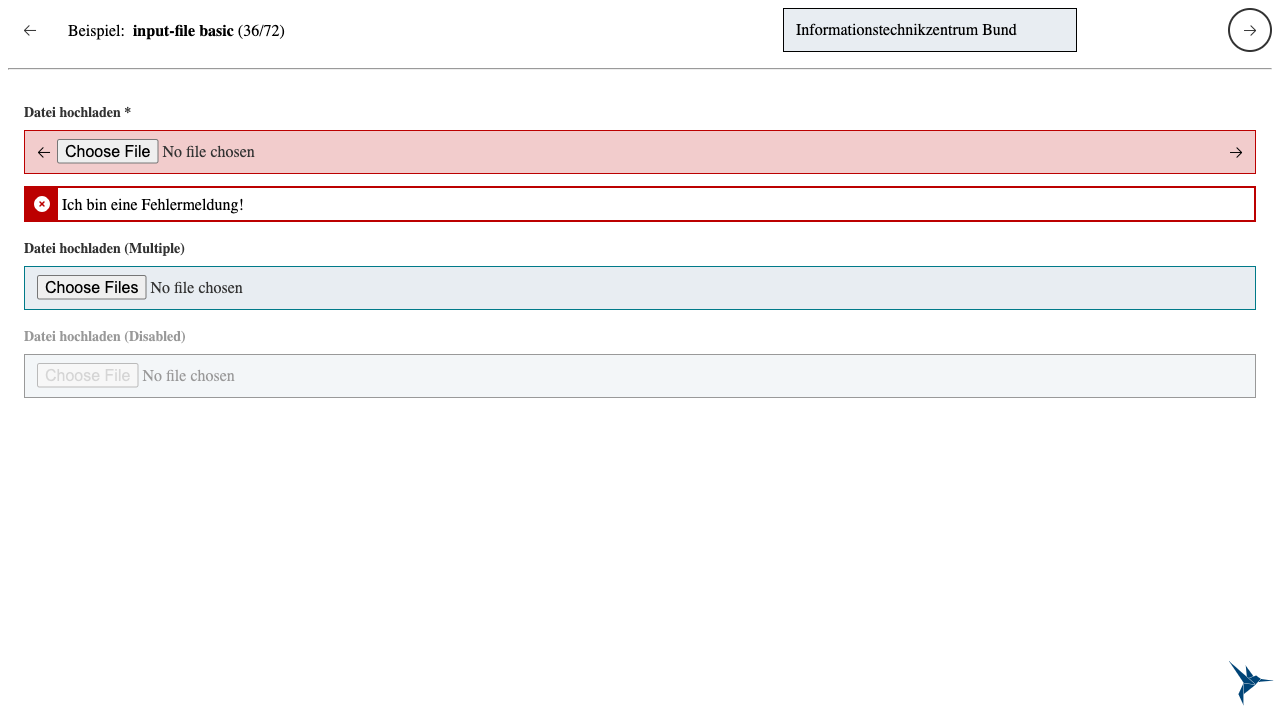 Beispiel: input-file basic (36/72)
Informationstechnikzentrum Bund
Datei hochladen *
Choose File No file chosen
Ich bin eine Fehlermeldung!
Datei hochladen (Multiple)
Choose Files No file chosen
Datei hochladen (Disabled)
Choose File No file chosen